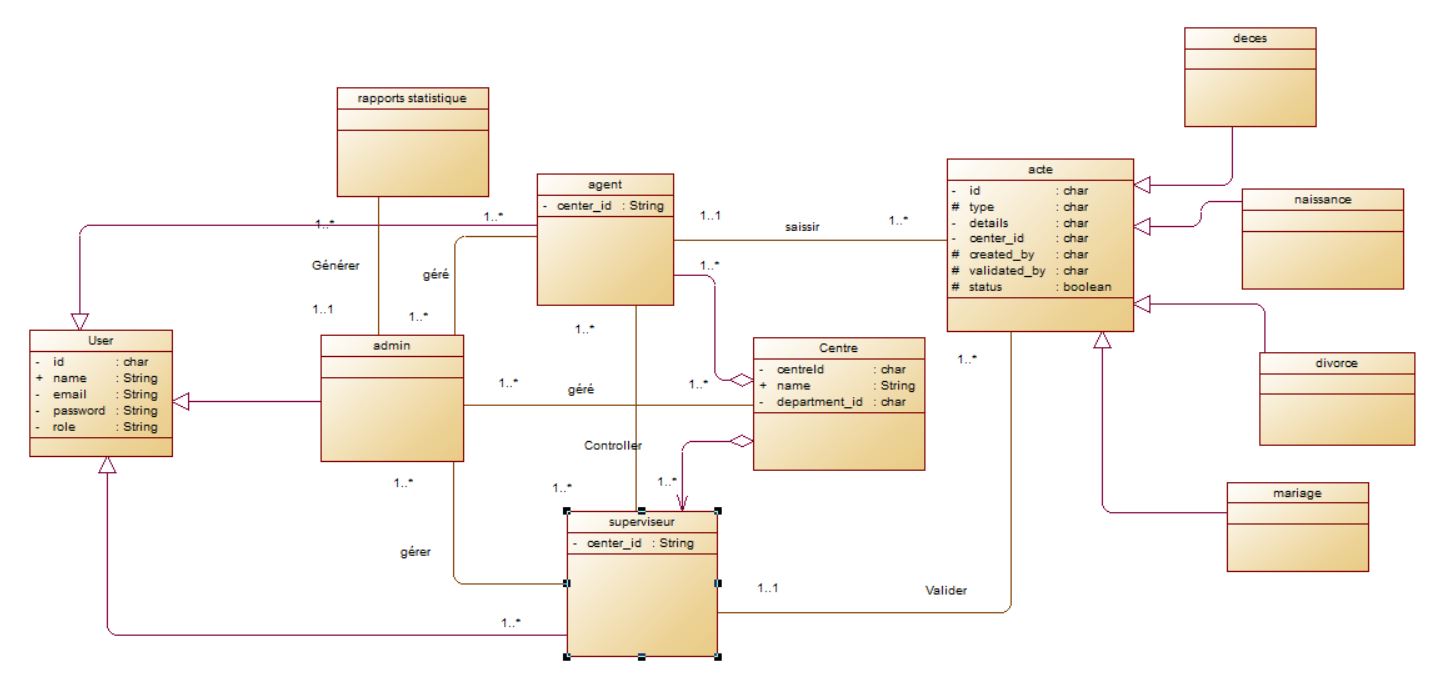 deces
rapports statistique
acte
- id : char
# type : char
- details : char
- center_id : char
# created_by : char
# validated_by : char
# status : boolean
agent
- center_id : String
naissance
1..*
1..*
1..1
saissir
1..*
Générer
géré
1..*
1..1
1..*
1..*
User
- id : char
+ name : String
- email : String
- password : String
- role : String
admin
Centre
- centreId : char
+ name : String
- department_id : char
1..*
divorce
1..*
géré
1..*
Controller
1..*
1..*
1..*
mariage
superviseur
- center_id : String
gérer
1..1
Valider
1..*